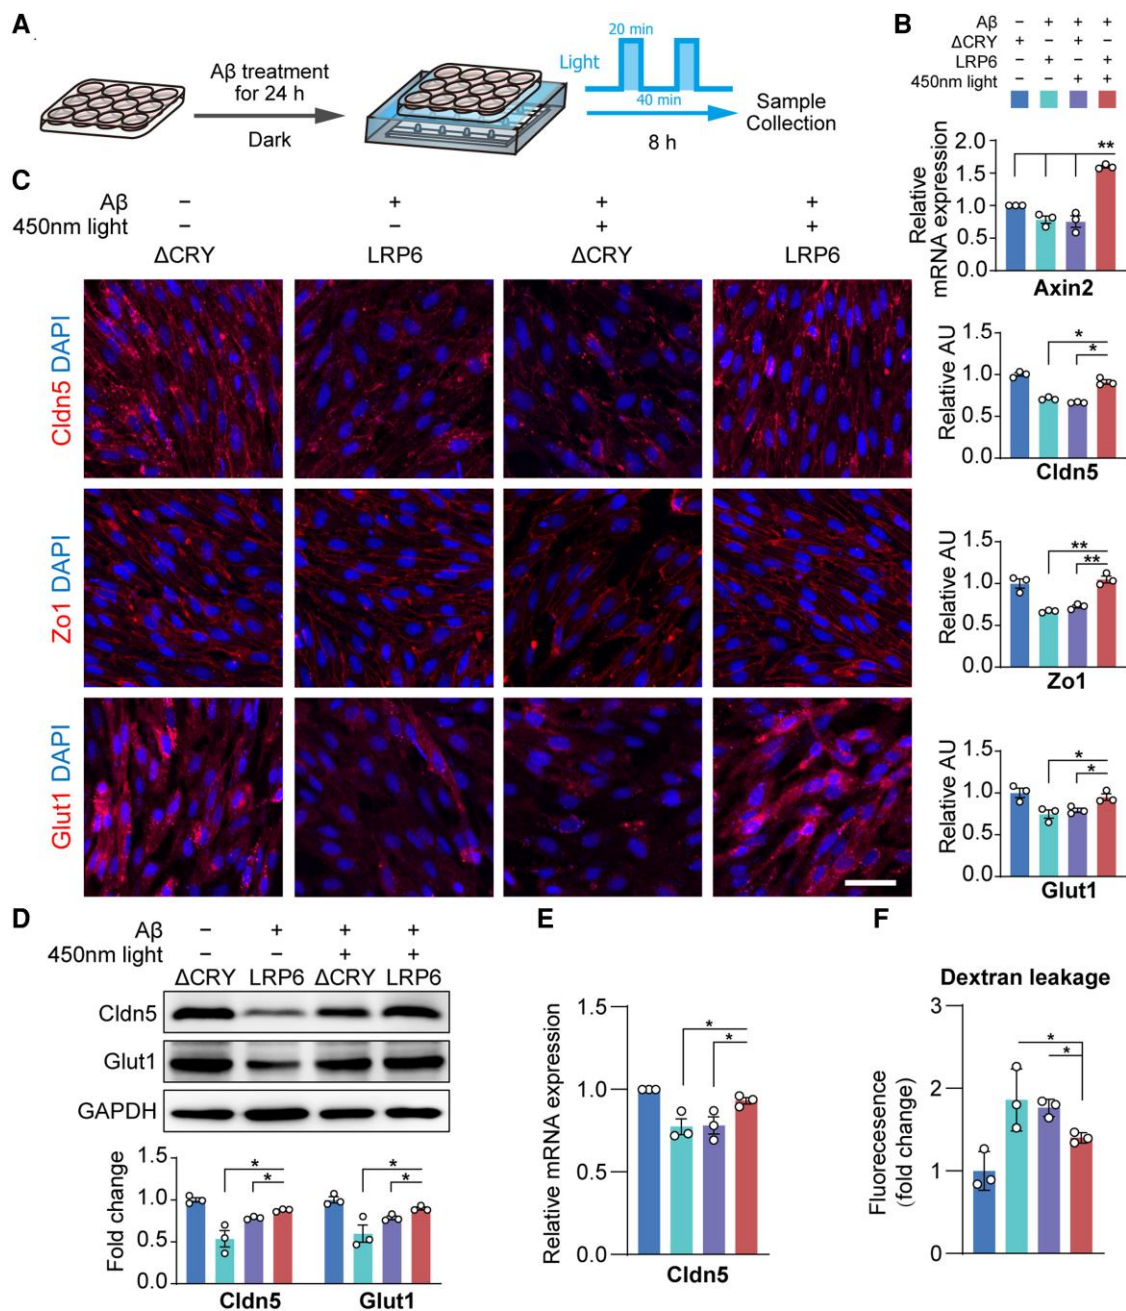 A
Aβ treatment
for 24 h
Dark
20 min
Light
40 min
8 h
Sample
Collection
B
Aβ − + + +
ΔCRY + − + −
LRP6 − + − +
450nm light − − + +
Relative
mRNA expression
2.0
1.0
0.5
0.0
**
Axin2
C
Aβ − + + +
450nm light − − + +
ΔCRY LRP6 ΔCRY LRP6
Cldn5 DAPI
Zo1 DAPI
Glut1 DAPI
Relative AU
1.5
1.0
0.5
0.0
*
*
Cldn5
Relative AU
1.5
1.0
0.5
0.0
**
**
Zo1
Relative AU
1.5
1.0
0.5
0.0
*
*
Glut1
D
Aβ − + + +
450nm light − − + +
ΔCRY LRP6 ΔCRY LRP6
Cldn5
Glut1
GAPDH
Fold change
1.5
1.0
0.5
0.0
* *
* *
Cldn5 Glut1
E
Relative mRNA expression
1.5
1.0
0.5
0.0
*
*
Cldn5
F
Dextran leakage
Fluorecesence
(fold change)
3
2
1
0
*
*